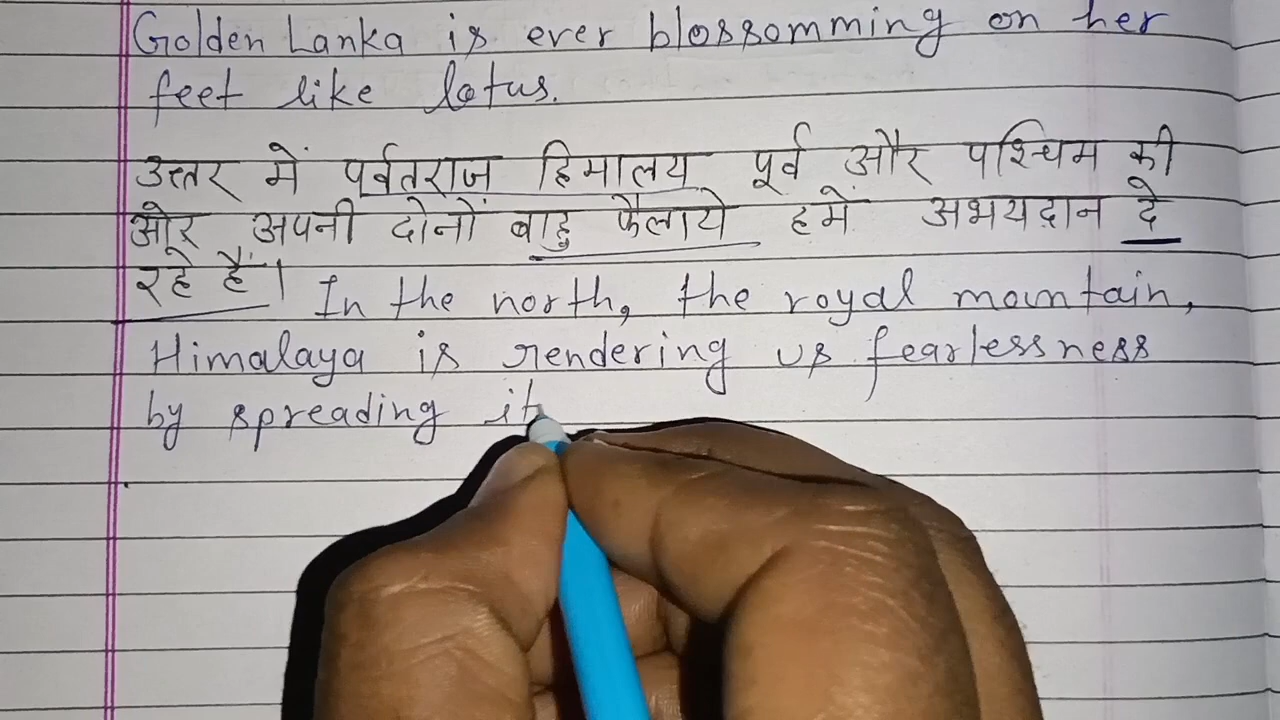 Golden Lanka is ever blossomming on her
feet like lotus.
उत्तर में पर्वतराज हिमालय पूर्व और पश्चिम की
ओर अपनी दोनों बाहु फैलाये हमें अभयदान दे
रहे हैं। In the north, the royal mountain,
Himalaya is rendering us fearlessness
by spreading it